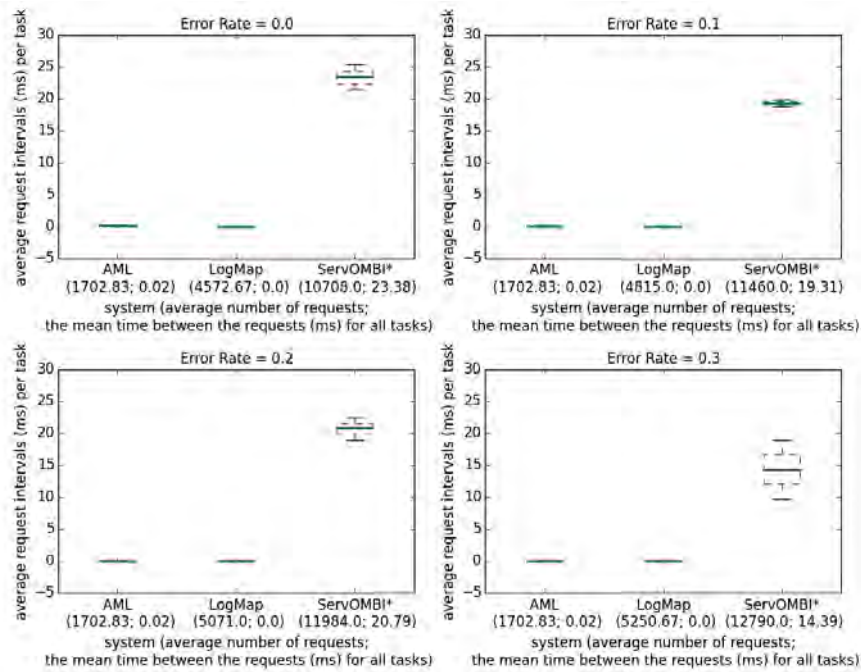 Error Rate = 0.0
average request intervals (ms) per task
30
25
20
15
10
5
0
−5
AML
LogMap
ServOMBI*
(1702.83; 0.02)
(4572.67; 0.0)
(10708.0; 23.38)
system (average number of requests;
the mean time between the requests (ms) for all tasks)
Error Rate = 0.1
average request intervals (ms) per task
30
25
20
15
10
5
0
−5
AML
LogMap
ServOMBI*
(1702.83; 0.02)
(4815.0; 0.0)
(11460.0; 19.31)
system (average number of requests;
the mean time between the requests (ms) for all tasks)
Error Rate = 0.2
average request intervals (ms) per task
30
25
20
15
10
5
0
−5
AML
LogMap
ServOMBI*
(1702.83; 0.02)
(5071.0; 0.0)
(11984.0; 20.79)
system (average number of requests;
the mean time between the requests (ms) for all tasks)
Error Rate = 0.3
average request intervals (ms) per task
30
25
20
15
10
5
0
−5
AML
LogMap
ServOMBI*
(1702.83; 0.02)
(5250.67; 0.0)
(12790.0; 14.39)
system (average number of requests;
the mean time between the requests (ms) for all tasks)